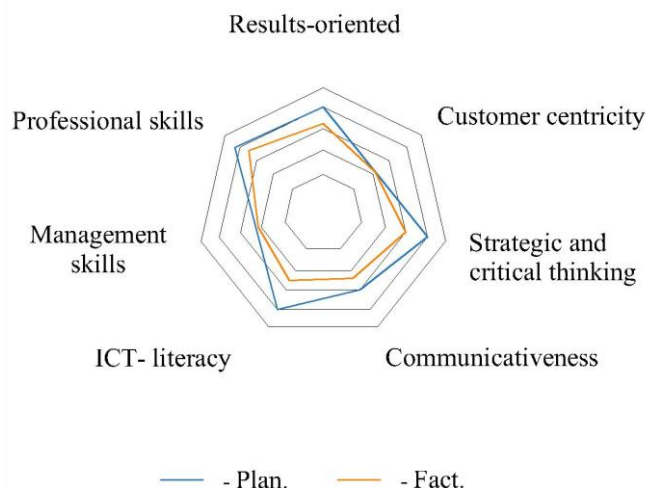 Results-oriented
Professional skills
Customer centricity
Management
skills
Strategic and
critical thinking
ICT- literacy
Communicativeness
- Plan.
- Fact.